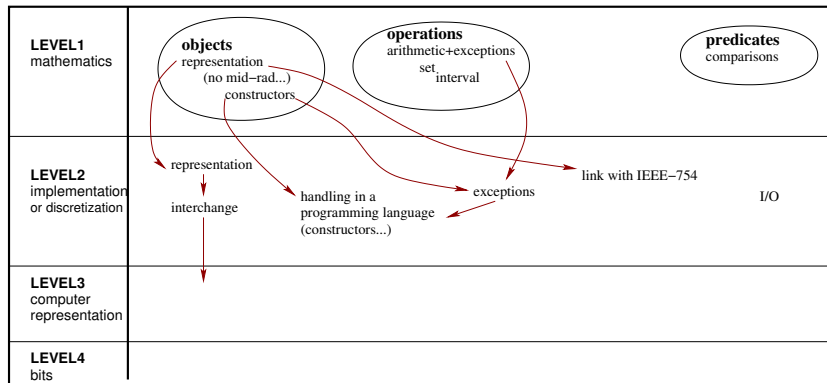 LEVEL1
mathematics
objects
representation
(no mid-rad...)
constructors
operations
arithmetic+exceptions
set
interval
predicates
comparisons
LEVEL2
implementation
or discretization
representation
interchange
handling in a
programming language
(constructors...)
exceptions
link with IEEE-754
I/O
LEVEL3
computer
representation
LEVEL4
bits